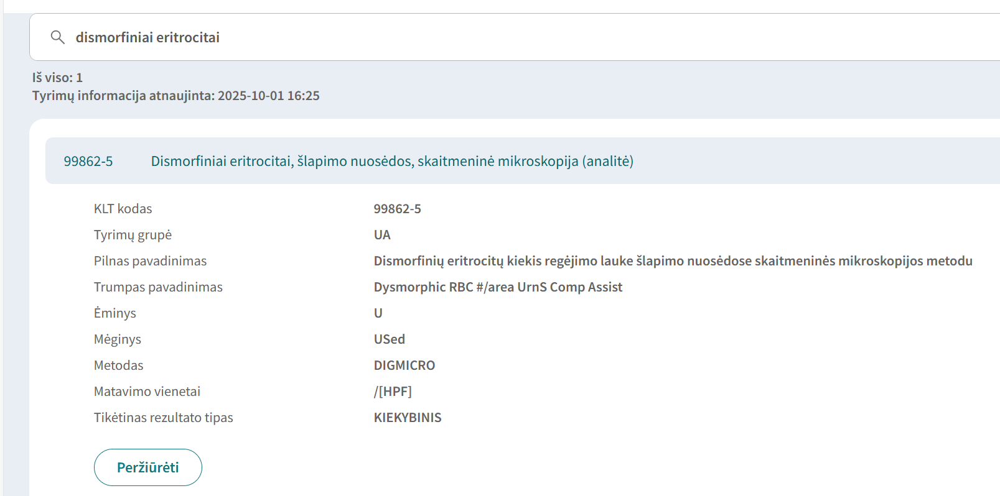 dismorfiniai eritrocitai
Iš viso: 1
Tyrimų informacija atnaujinta: 2025-10-01 16:25
99862-5 Dismorfiniai eritrocitai, šlapimo nuosėdos, skaitmeninė mikroskopija (analitė)
KLT kodas 99862-5
Tyrimų grupė UA
Pilnas pavadinimas Dismorfinių eritrocitų kiekis regėjimo lauke šlapimo nuosėdose skaitmeninės mikroskopijos metodu
Trumpas pavadinimas Dysmorphic RBC #/area UrnS Comp Assist
Ėminys U
Mėginys USed
Metodas DIGMICRO
Matavimo vienetai /[HPF]
Tikėtinas rezultato tipas KIEKYBINIS
Peržiūrėti